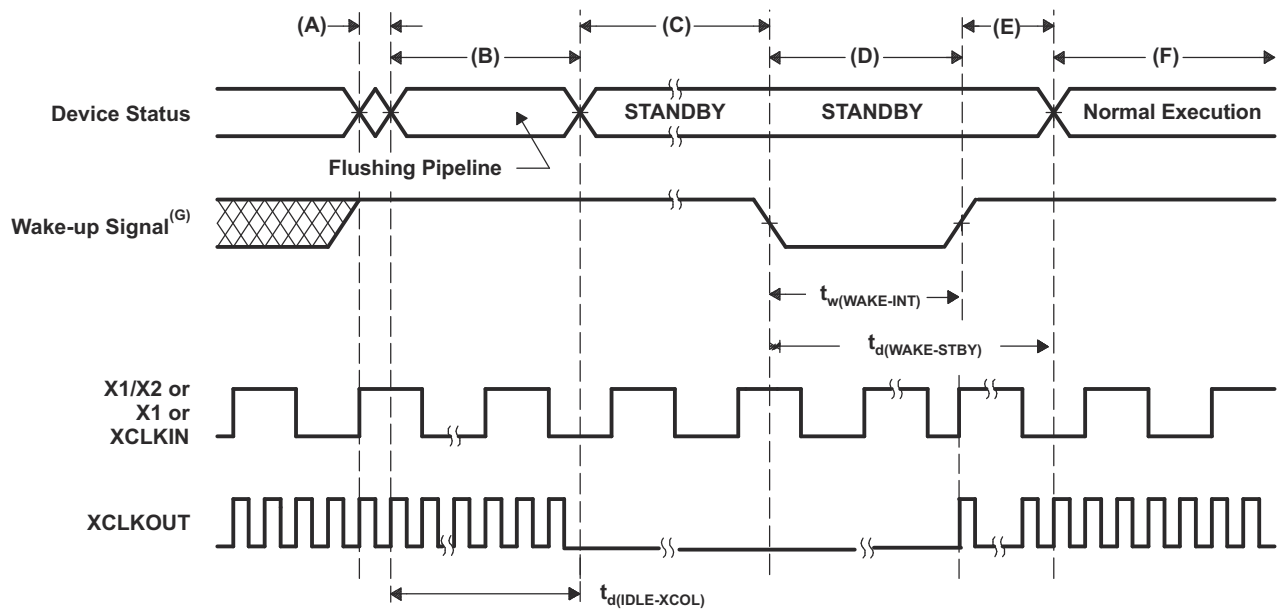 (A)
(C)
(E)
(B)
(D)
(F)
Device Status
STANDBY
STANDBY
Normal Execution
Flushing Pipeline
Wake-up Signal(G)
tw(WAKE-INT)
td(WAKE-STBY)
X1/X2 or
X1 or
XCLKIN
XCLKOUT
td(IDLE-XCOL)